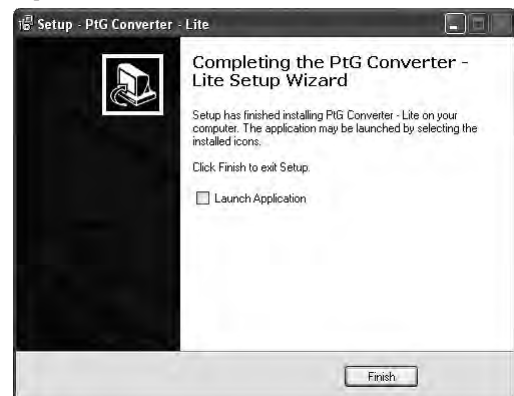 Setup - PtG Converter - Lite
Completing the PtG Converter -
Lite Setup Wizard
Setup has finished installing PtG Converter - Lite on your
computer. The application may be launched by selecting the
installed icons.
Click Finish to exit Setup.
Launch Application
Finish